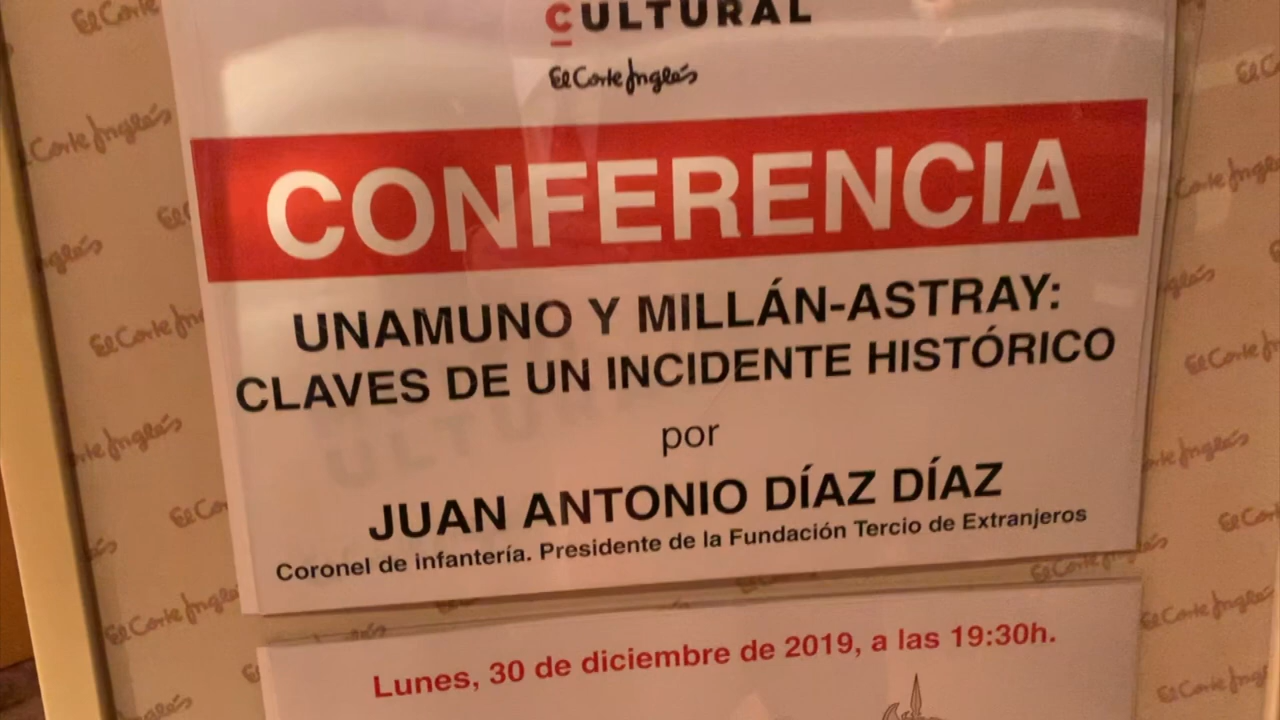 CULTURAL
El Corte Inglés
CONFERENCIA
UNAMUNO Y MILLÁN-ASTRAY:
CLAVES DE UN INCIDENTE HISTÓRICO
por
JUAN ANTONIO DÍAZ DÍAZ
Coronel de infantería. Presidente de la Fundación Tercio de Extranjeros
Lunes, 30 de diciembre de 2019, a las 19:30h.